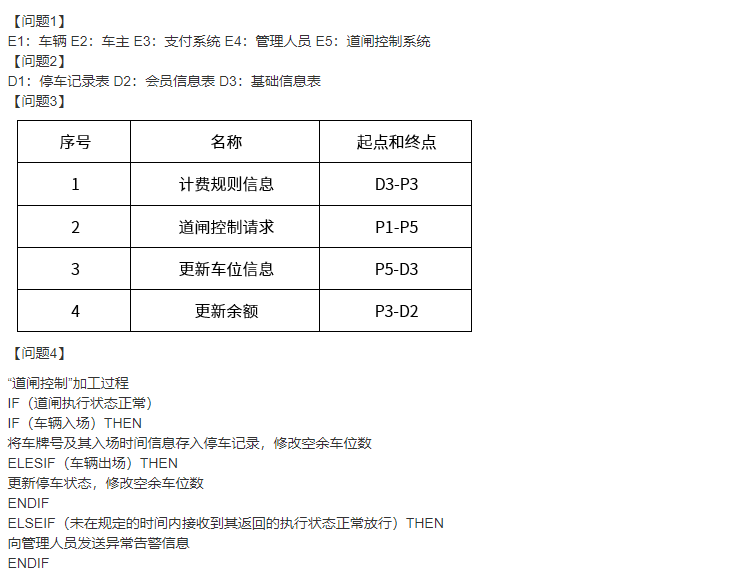 【问题1】
E1：车辆 E2：车主 E3：支付系统 E4：管理人员 E5：道闸控制系统
【问题2】
D1：停车记录表 D2：会员信息表 D3：基础信息表
【问题3】
序号 名称 起点和终点
1 计费规则信息 D3-P3
2 道闸控制请求 P1-P5
3 更新车位信息 P5-D3
4 更新余额 P3-D2
【问题4】
“道闸控制”加工过程
IF（道闸执行状态正常）
IF（车辆入场）THEN
将车牌号及其入场时间信息存入停车记录，修改空余车位数
ELESIF（车辆出场）THEN
更新停车状态，修改空余车位数
ENDIF
ELSEIF（未在规定的时间内接收到其返回的执行状态正常放行）THEN
向管理人员发送异常告警信息
ENDIF